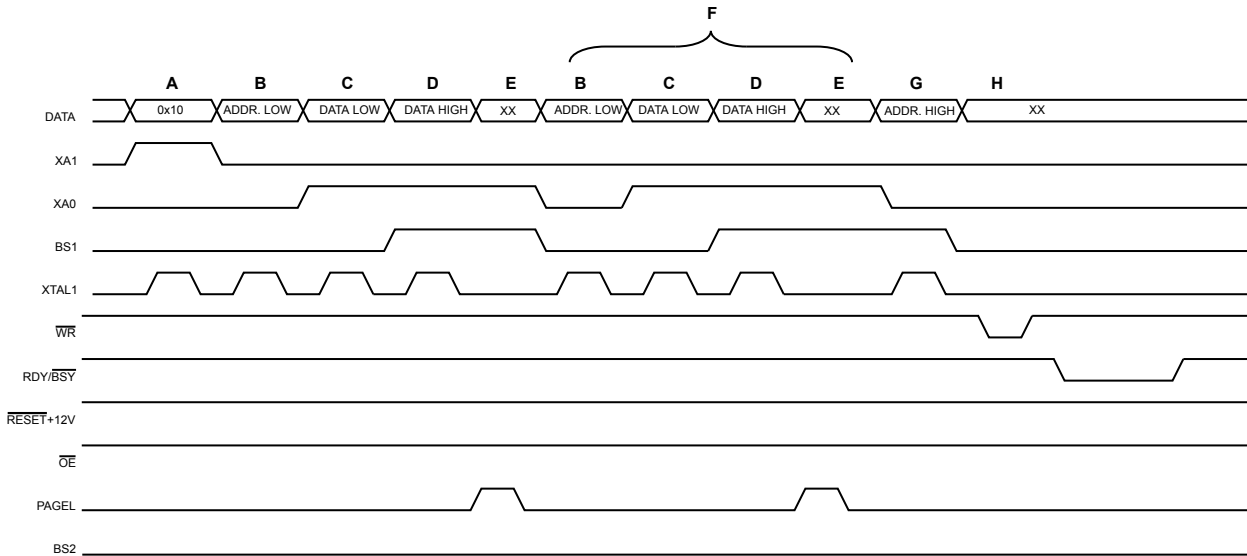 F
A B C D E B C D E G H
DATA 0x10 ADDR. LOW DATA LOW DATA HIGH XX ADDR. LOW DATA LOW DATA HIGH XX ADDR. HIGH XX
XA1
XA0
BS1
XTAL1
WR
RDY/BSY
RESET+12V
OE
PAGEL
BS2